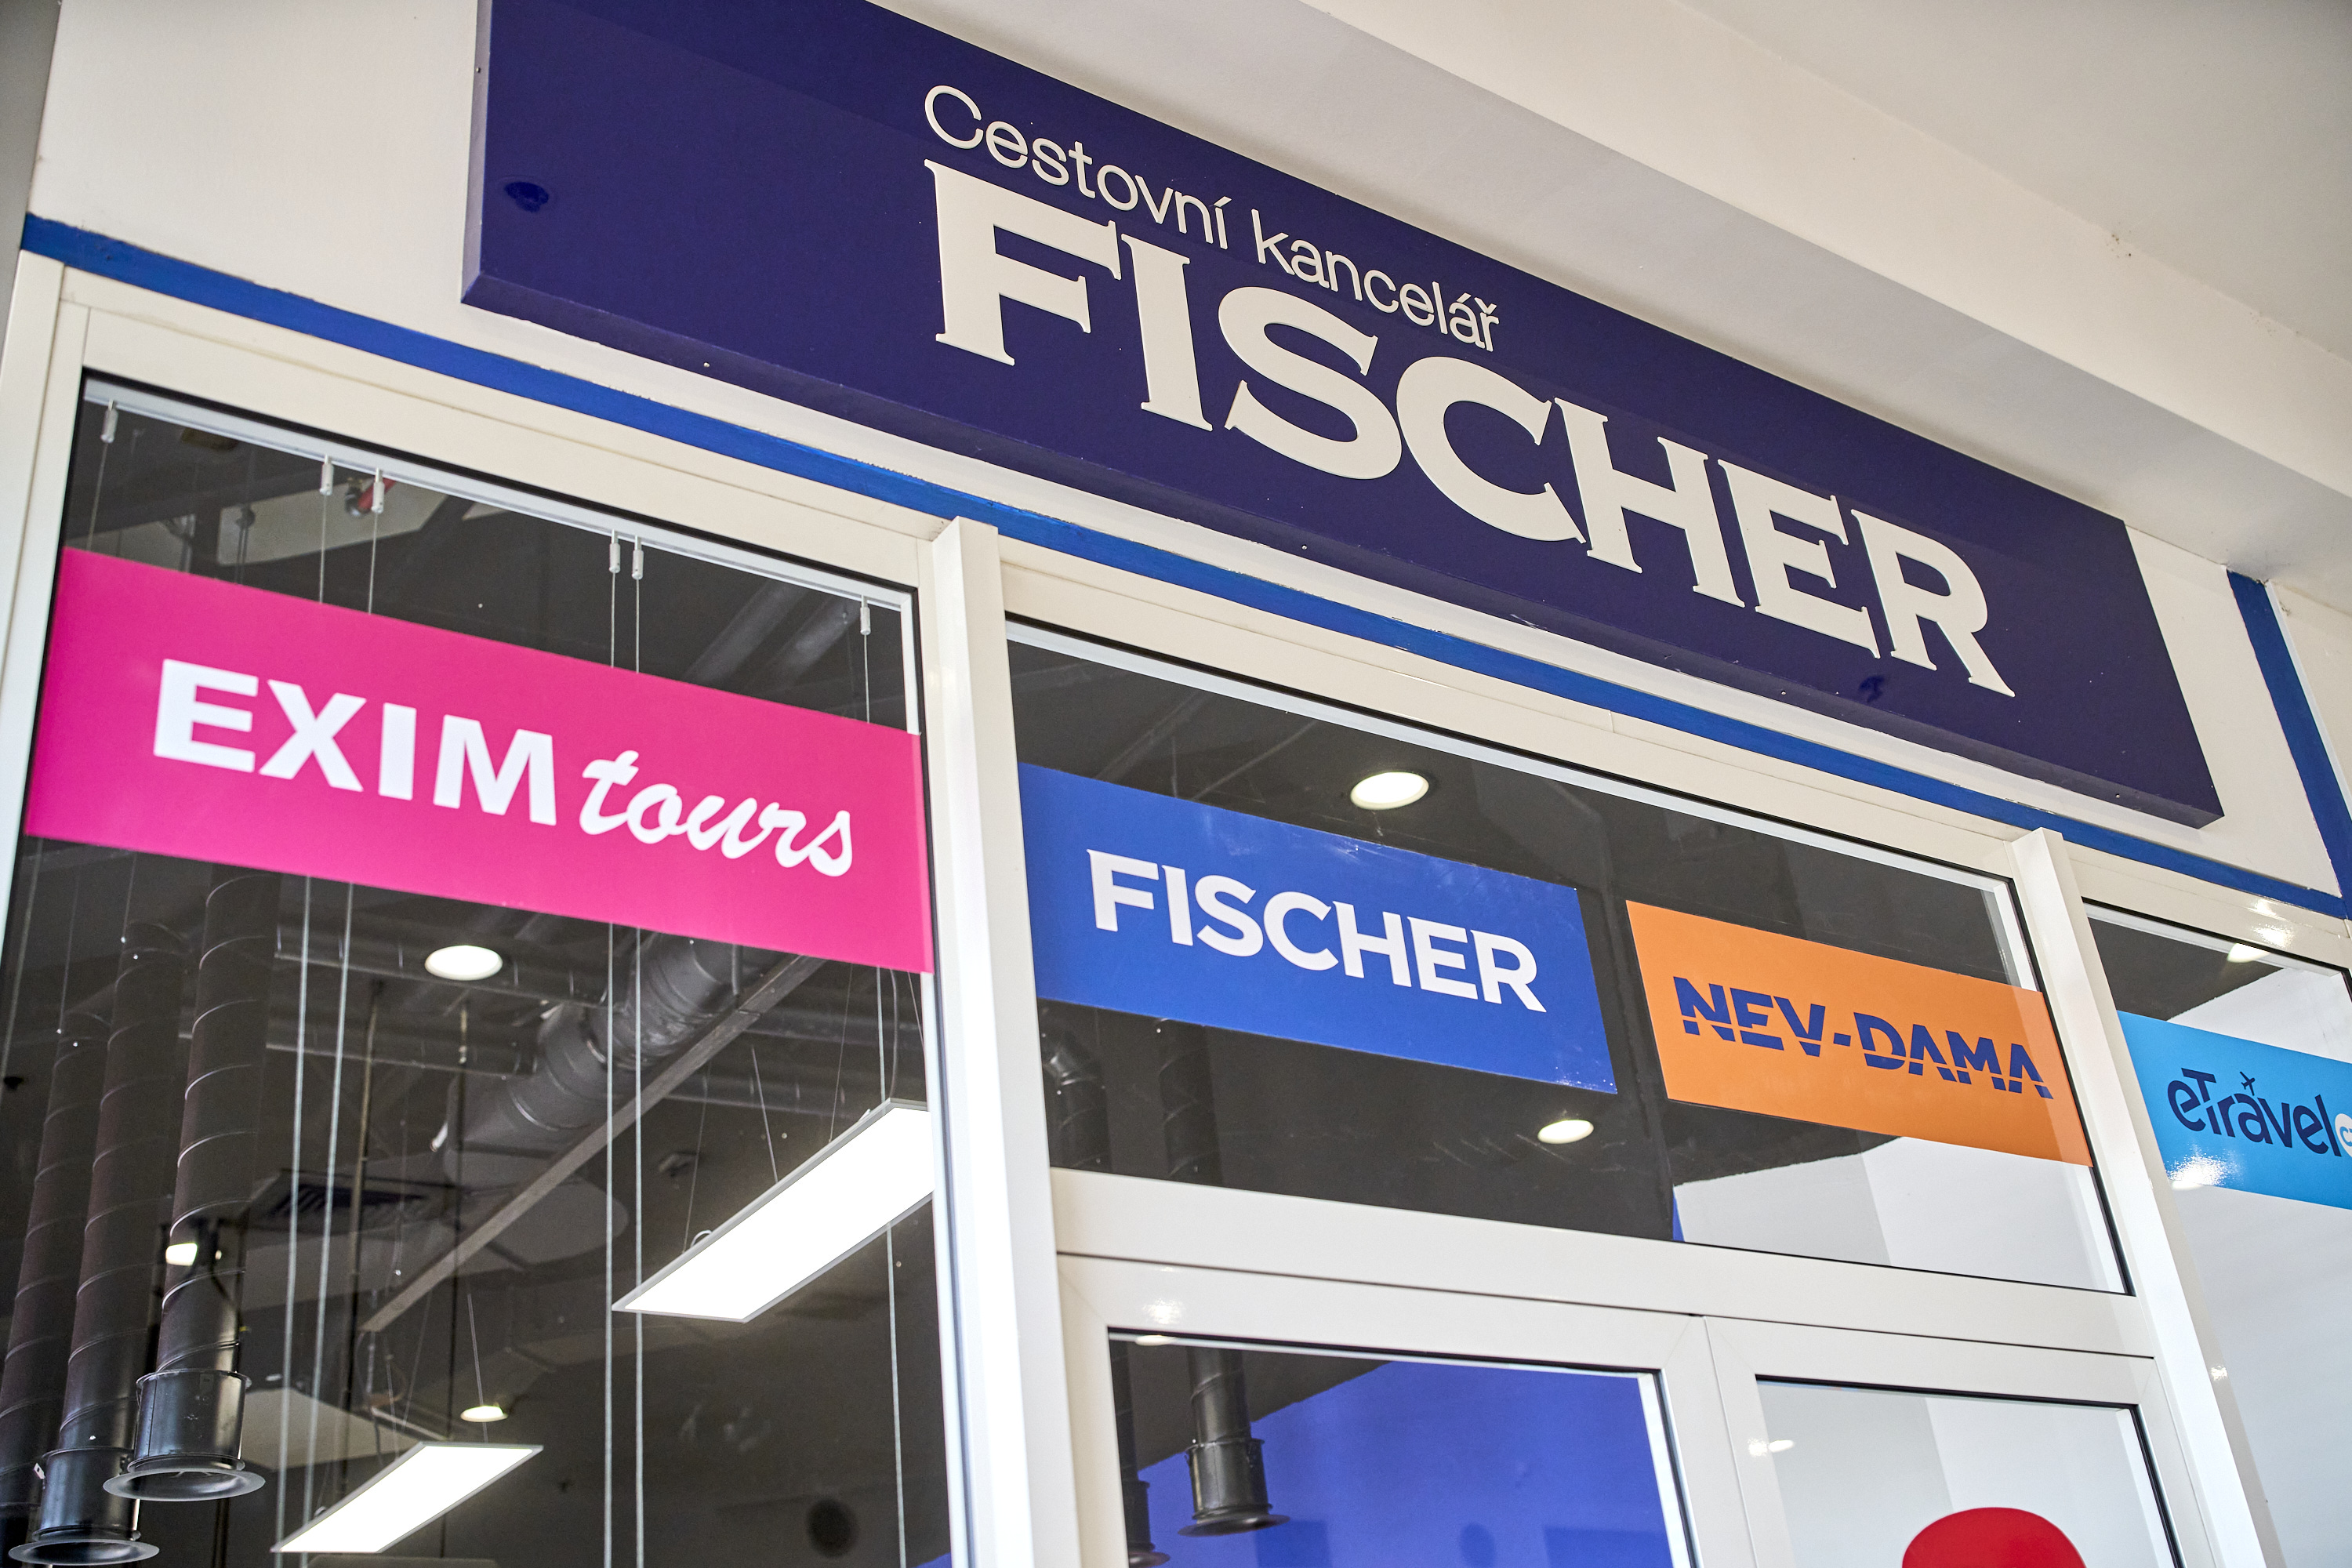 Cestovní kancelář
FISCHER
EXIM tours
FISCHER
NEV-DAMA
eTravel